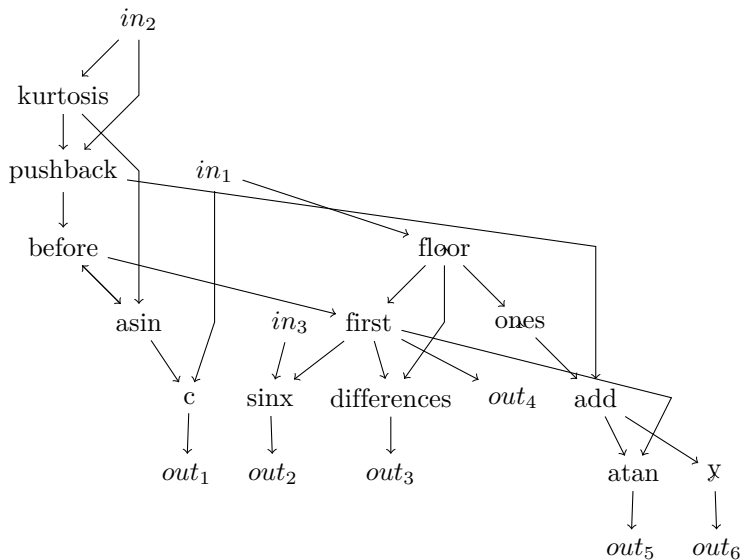 in₂
kurtosis
pushback in₁
before floor
asin in₃ first ones
c sinx differences out₄ add
out₁ out₂ out₃ atan y
out₅ out₆